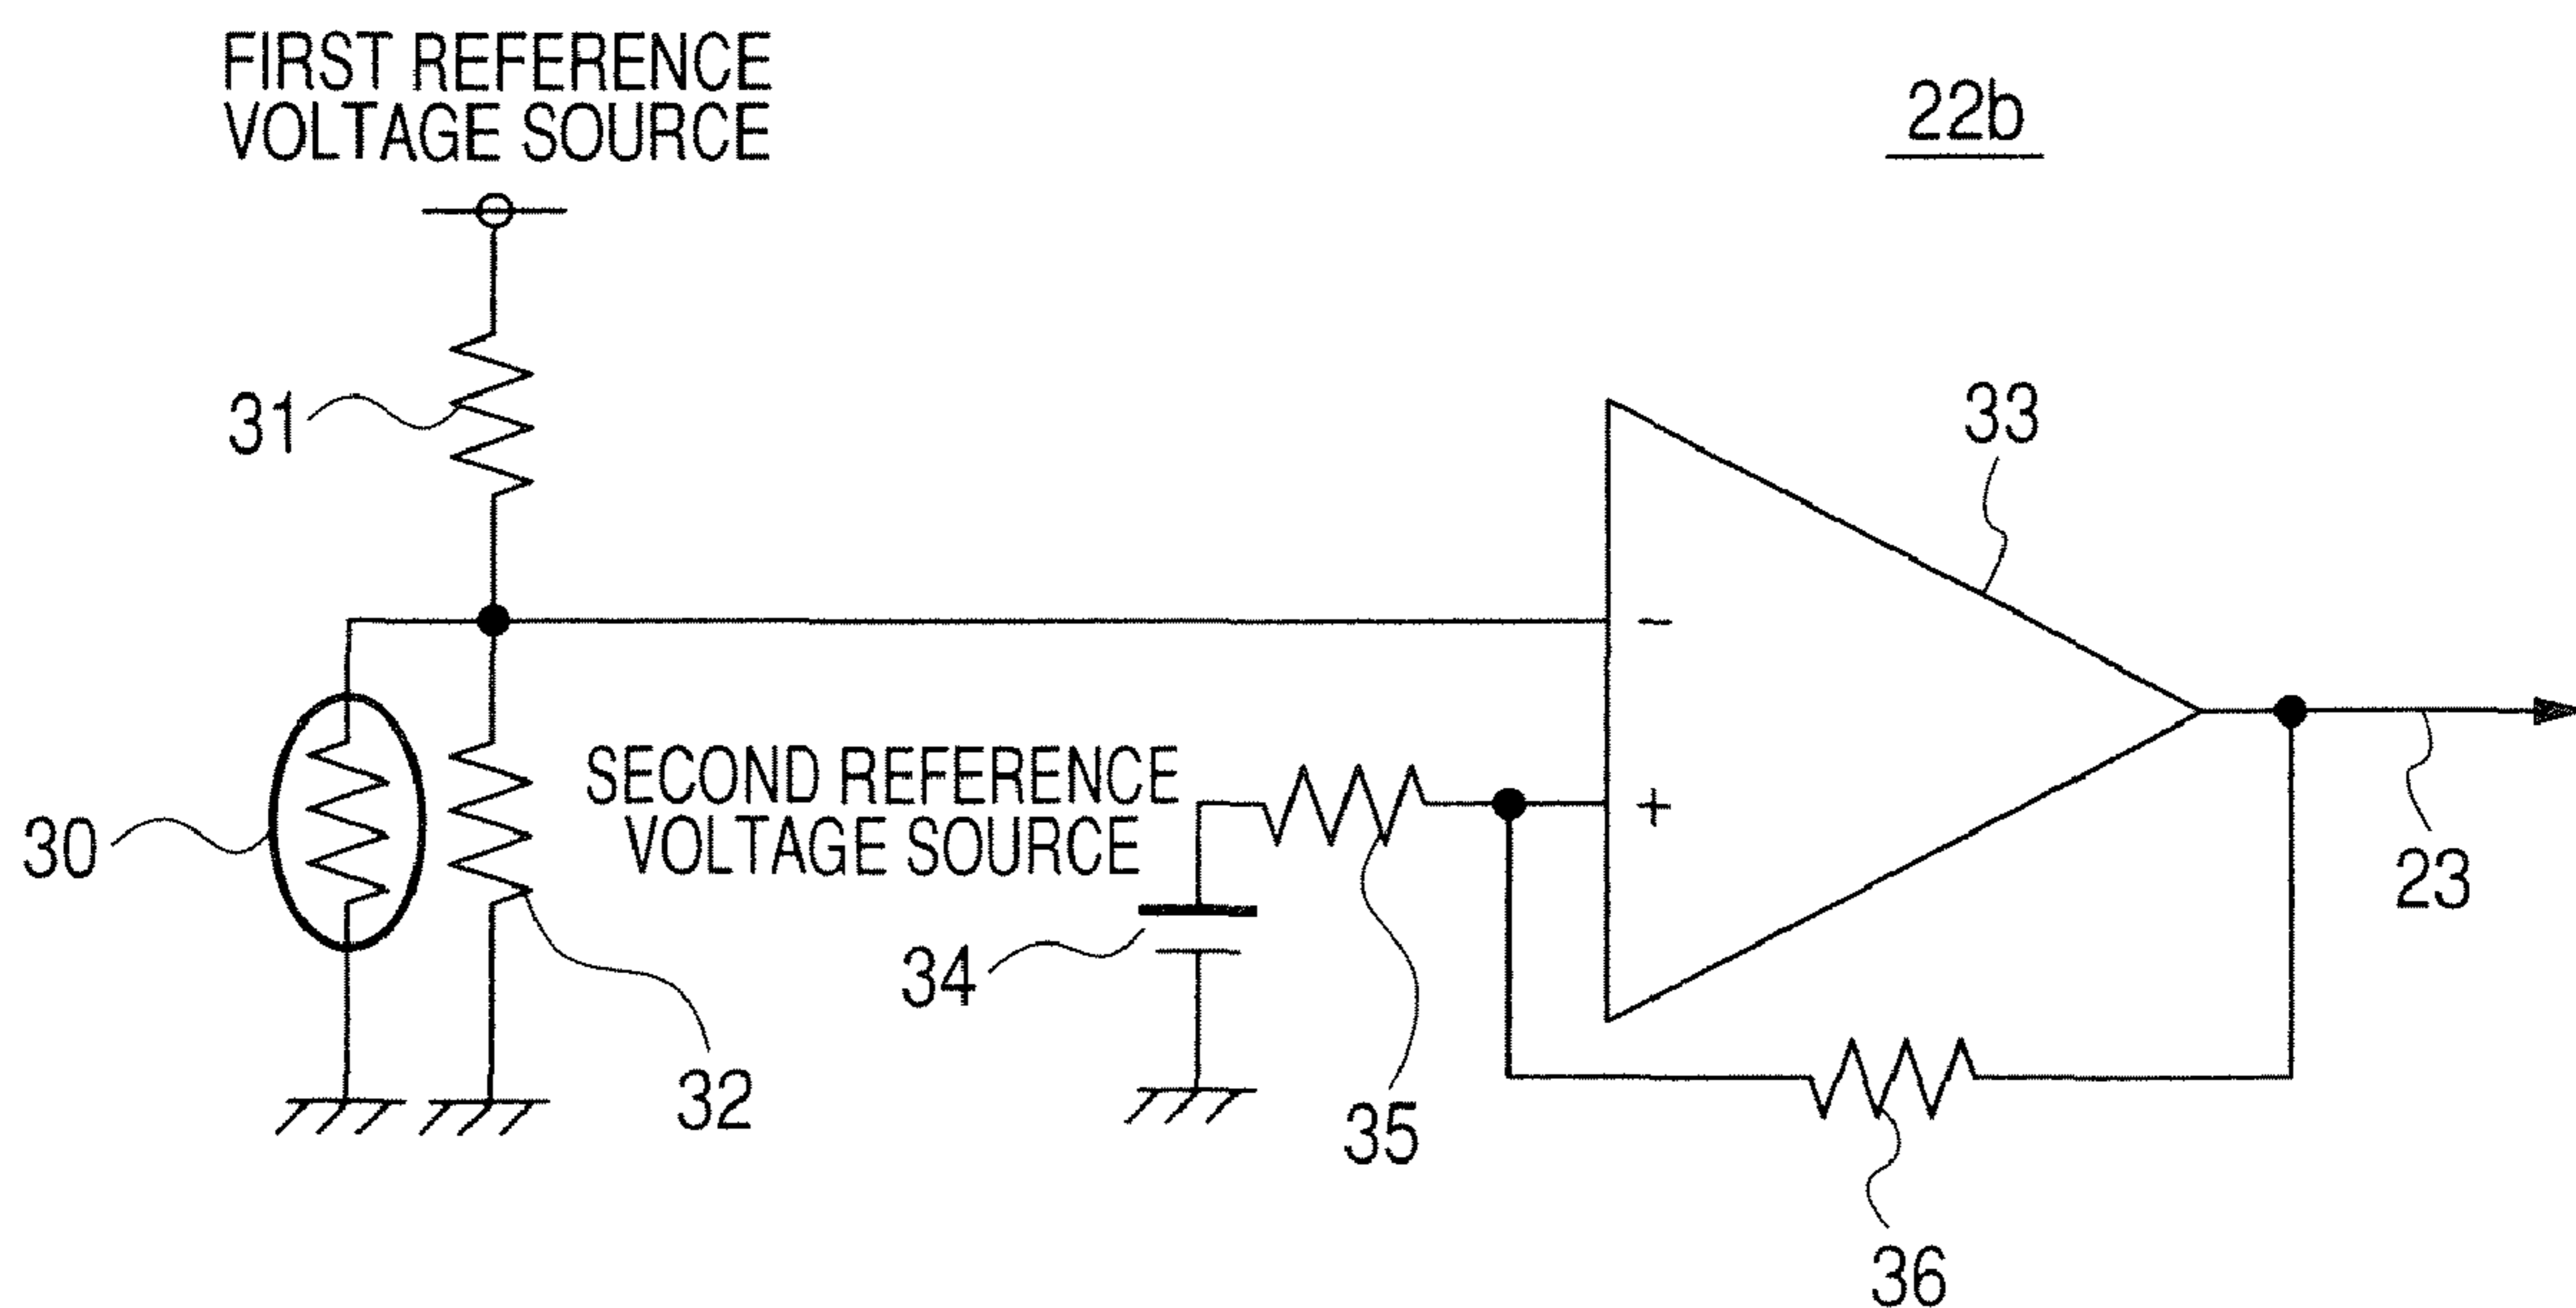 FIRST REFERENCE
VOLTAGE SOURCE
22b
31
33
-
30
SECOND REFERENCE
VOLTAGE SOURCE
+
23
34
32
35
36